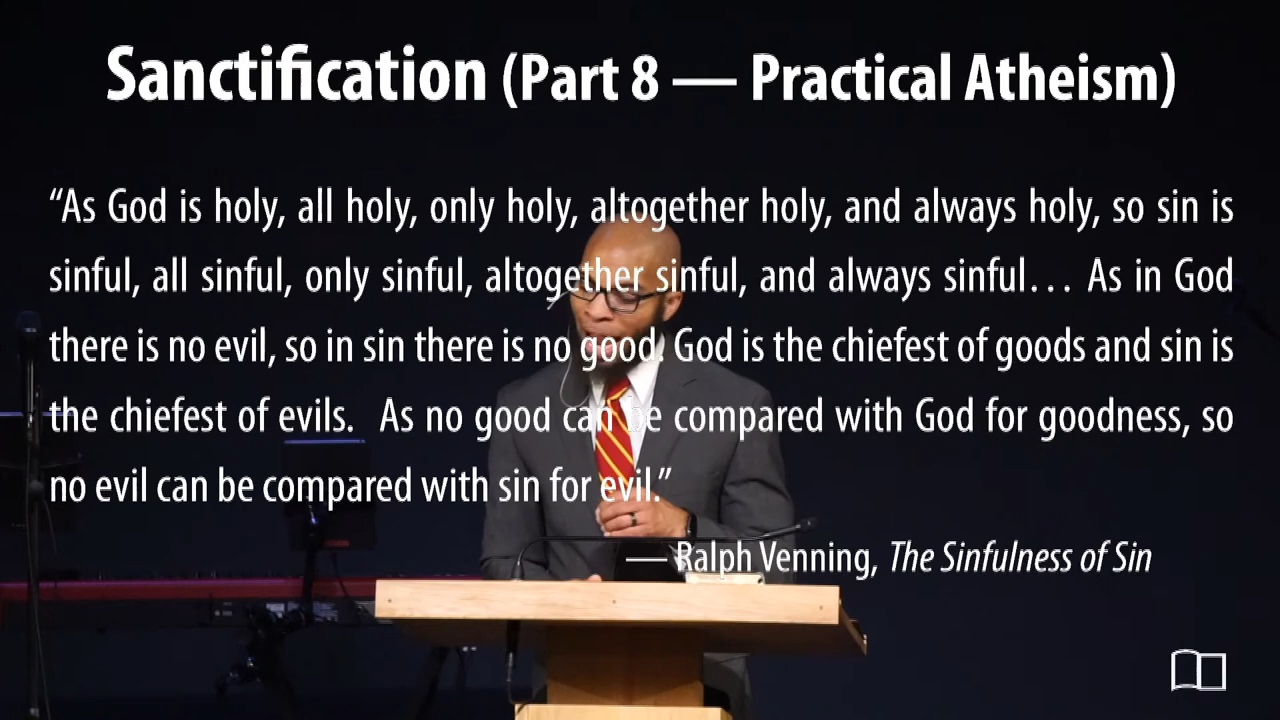 Sanctification (Part 8 — Practical Atheism)
“As God is holy, all holy, only holy, altogether holy, and always holy, so sin is
sinful, all sinful, only sinful, altogether sinful, and always sinful… As in God
there is no evil, so in sin there is no good. God is the chiefest of goods and sin is
the chiefest of evils.  As no good can be compared with God for goodness, so
no evil can be compared with sin for evil.”
— Ralph Venning, The Sinfulness of Sin